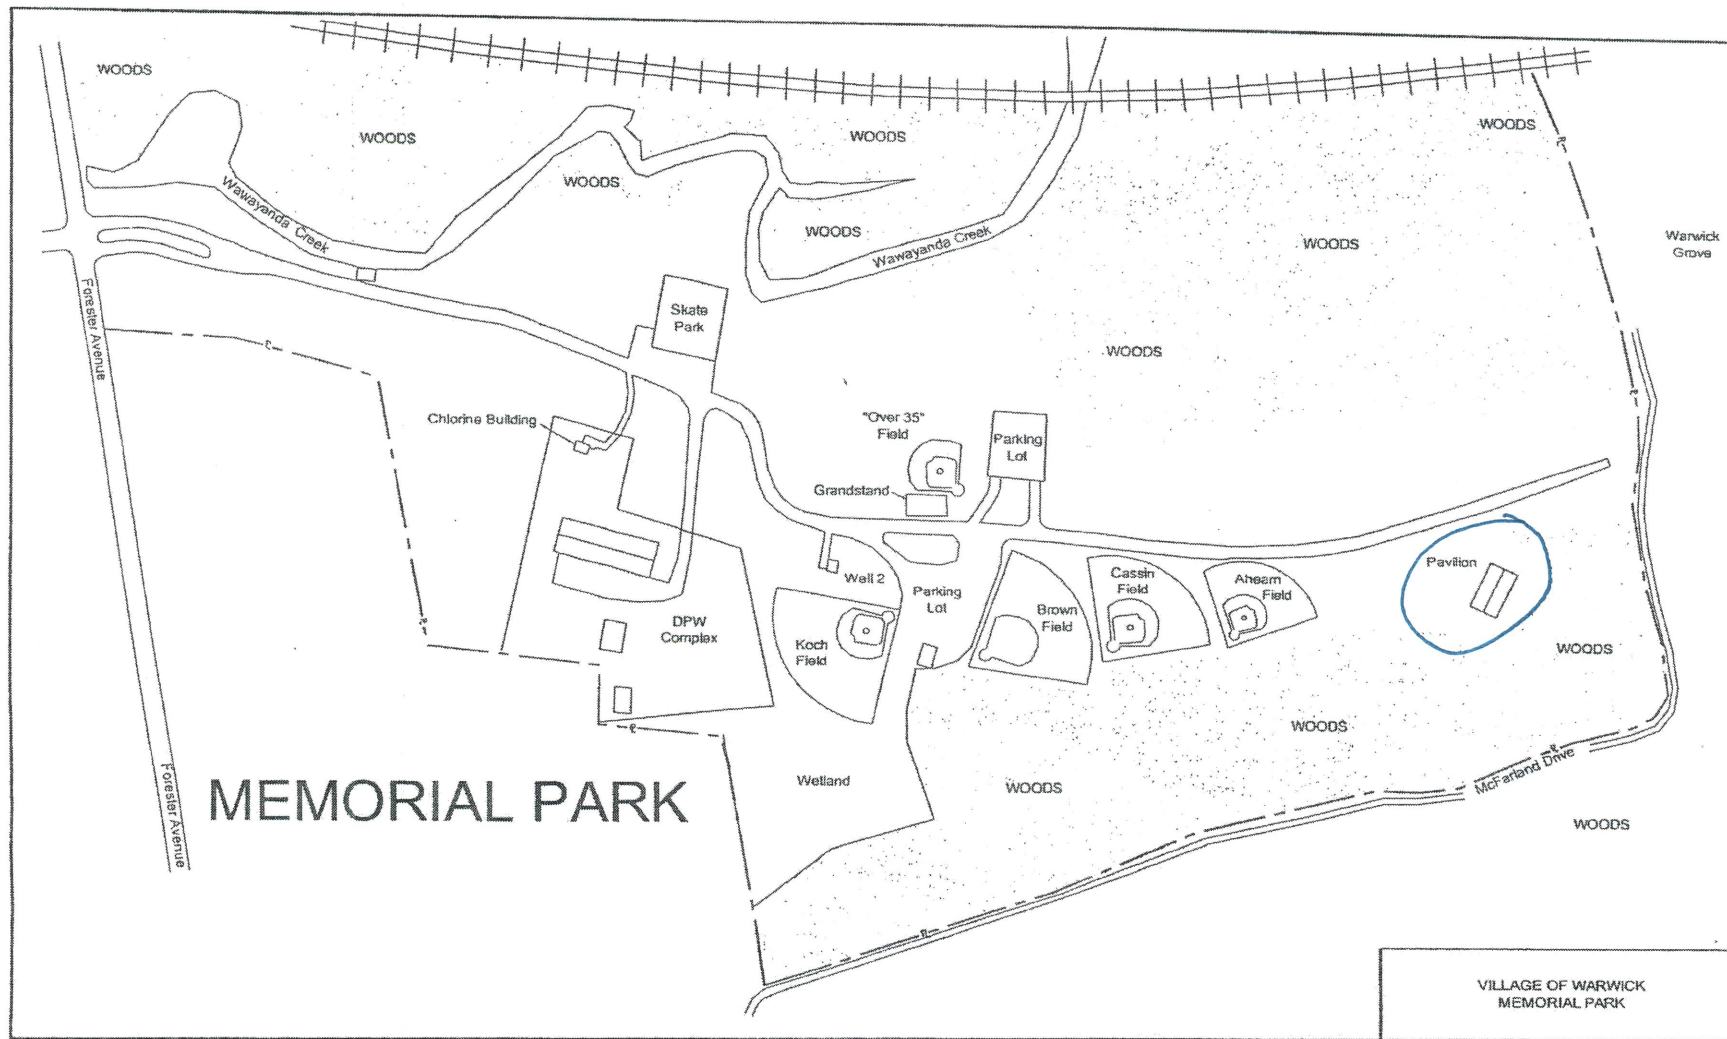 WOODS
WOODS
WOODS
WOODS
WOODS
WOODS
WOODS
WOODS
Wawayanda Creek
Wawayanda Creek
Warwick
Grove
Forester Avenue
Skate
Park
Chlorine Building
"Over 35"
Field
Parking
Lot
Grandstand
Well 2
Parking
Lot
Koch
Field
Brown
Field
Cassin
Field
Ahearn
Field
Pavilion
DPW
Complex
WOODS
WOODS
WOODS
WOODS
Wetland
McFarland Drive
Forester Avenue
MEMORIAL PARK
VILLAGE OF WARWICK
MEMORIAL PARK